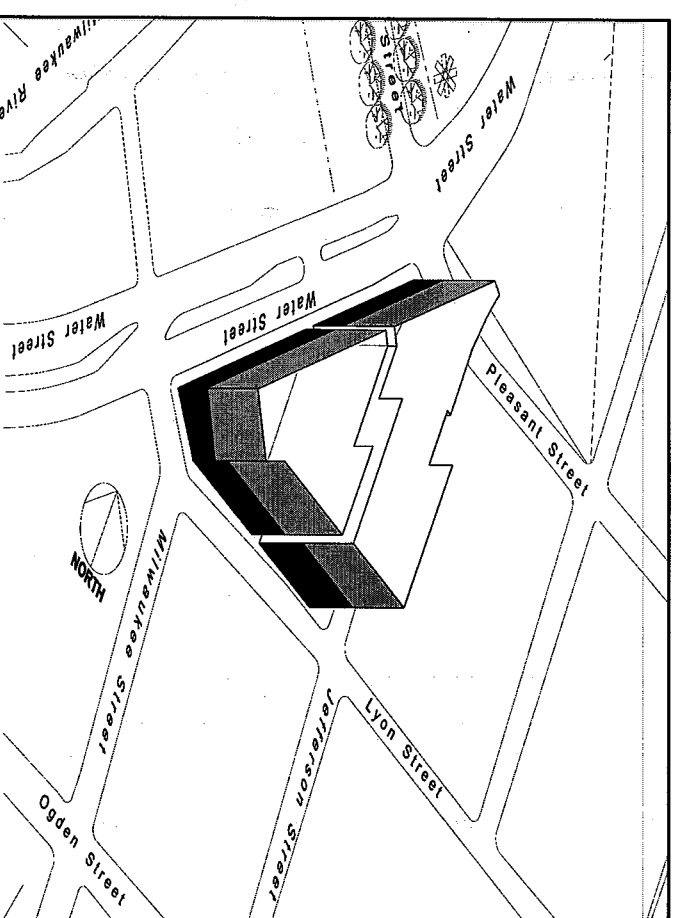 Milwaukee River
Street
Water Street
Water Street
Water Street
Pleasant Street
NORTH
Milwaukee Street
Lyon Street
Jefferson Street
Ogden Street